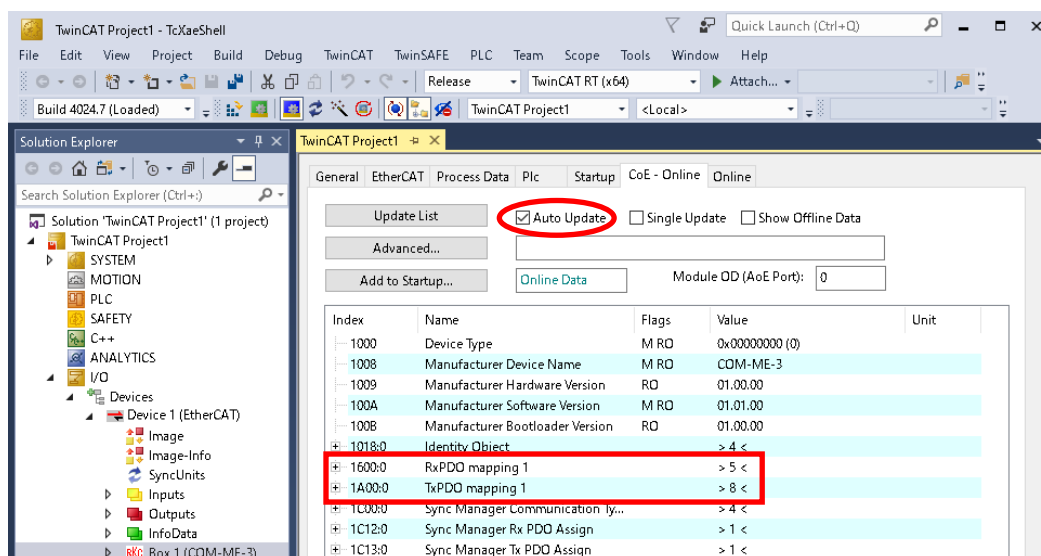 TwinCAT Project1 - TcXaeShell
Quick Launch (Ctrl+Q)
File Edit View Project Build Debug TwinCAT TwinSAFE PLC Team Scope Tools Window Help
Release TwinCAT RT (x64) Attach...
Build 4024.7 (Loaded) TwinCAT Project1 <Local>
Solution Explorer
Search Solution Explorer (Ctrl+;)
Solution 'TwinCAT Project1' (1 project)
TwinCAT Project1
SYSTEM
MOTION
PLC
SAFETY
C++
ANALYTICS
I/O
Devices
Device 1 (EtherCAT)
Image
Image-Info
SyncUnits
Inputs
Outputs
InfoData
RKC Box 1 (COM-ME-3)
TwinCAT Project1
General EtherCAT Process Data Plc Startup CoE - Online Online
Update List Auto Update Single Update Show Offline Data
Advanced...
Add to Startup... Online Data Module OD (AoE Port): 0
Index Name Flags Value Unit
1000 Device Type M RO 0x00000000 (0)
1008 Manufacturer Device Name M RO COM-ME-3
1009 Manufacturer Hardware Version RO 01.00.00
100A Manufacturer Software Version M RO 01.01.00
100B Manufacturer Bootloader Version RO 01.00.00
1018:0 Identity Object > 4 <
1600:0 RxPDO mapping 1 > 5 <
1A00:0 TxPDO mapping 1 > 8 <
1C00:0 Sync Manager Communication Ty... > 4 <
1C12:0 Sync Manager Rx PDO Assign > 1 <
1C13:0 Sync Manager Tx PDO Assign > 1 <